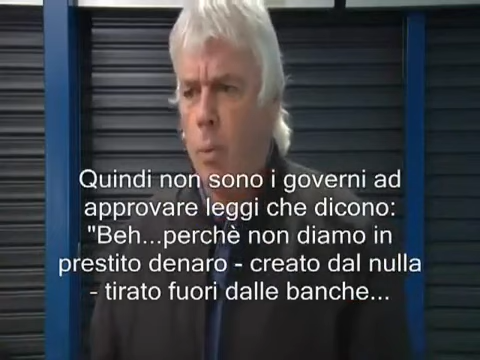 Quindi non sono i governi ad
approvare leggi che dicono:
"Beh...perchè non diamo in
prestito denaro - creato dal nulla
- tirato fuori dalle banche...